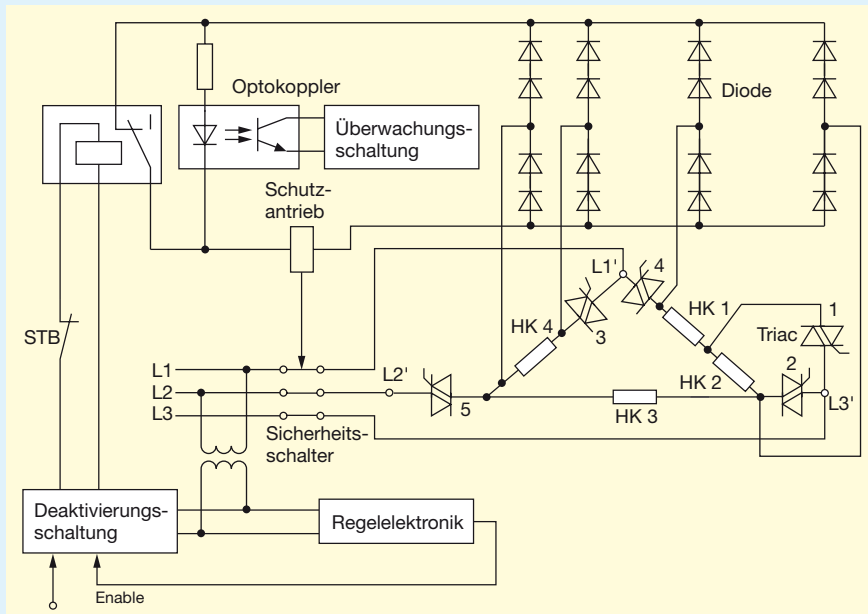 Optokoppler
Diode
Überwachungs-
schaltung
Schutz-
antrieb
L1'
4
HK 1
1
HK 4
3
Triac
STB
HK 2
2
L1
L2
L2'
L3
5
HK 3
L3'
Sicherheits-
schalter
Deaktivierungs-
schaltung
Regelelektronik
Enable